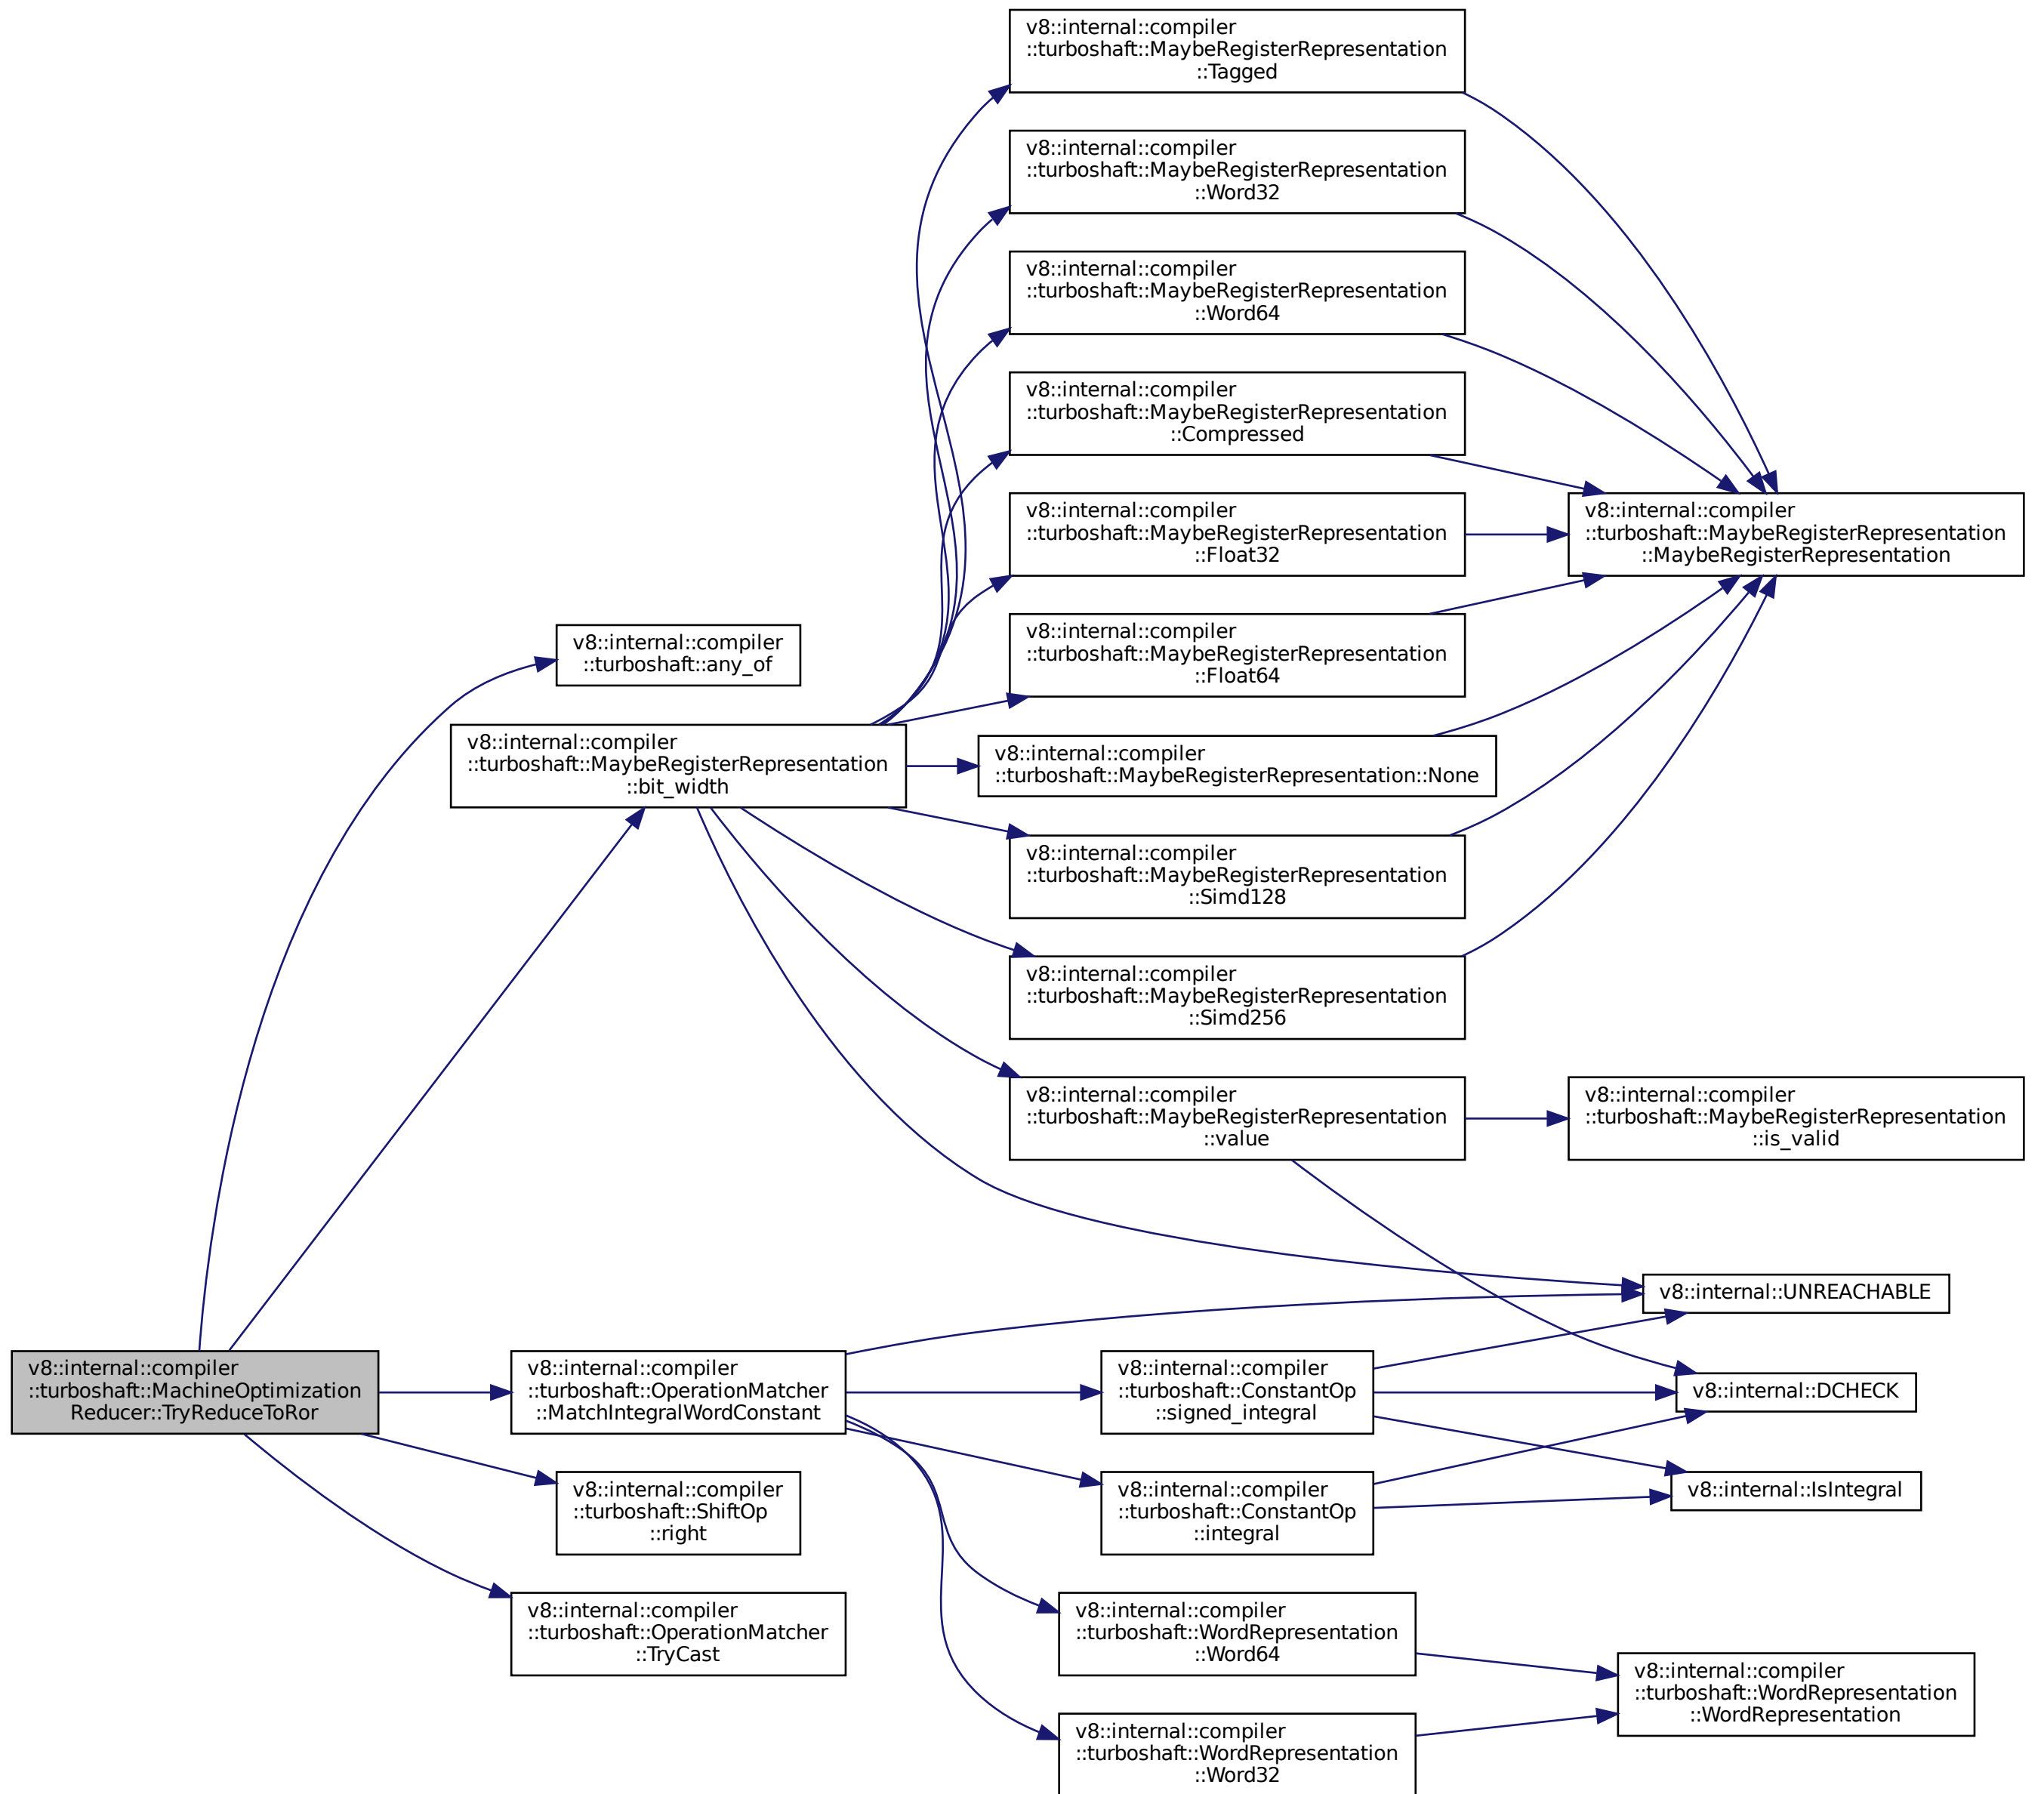 v8::internal::compiler
::turboshaft::MaybeRegisterRepresentation
::Tagged
v8::internal::compiler
::turboshaft::MaybeRegisterRepresentation
::Word32
v8::internal::compiler
::turboshaft::MaybeRegisterRepresentation
::Word64
v8::internal::compiler
::turboshaft::MaybeRegisterRepresentation
::Compressed
v8::internal::compiler
::turboshaft::MaybeRegisterRepresentation
::Float32
v8::internal::compiler
::turboshaft::MaybeRegisterRepresentation
::MaybeRegisterRepresentation
v8::internal::compiler
::turboshaft::MaybeRegisterRepresentation
::Float64
v8::internal::compiler
::turboshaft::any_of
v8::internal::compiler
::turboshaft::MaybeRegisterRepresentation
::bit_width
v8::internal::compiler
::turboshaft::MaybeRegisterRepresentation::None
v8::internal::compiler
::turboshaft::MaybeRegisterRepresentation
::Simd128
v8::internal::compiler
::turboshaft::MaybeRegisterRepresentation
::Simd256
v8::internal::compiler
::turboshaft::MaybeRegisterRepresentation
::value
v8::internal::compiler
::turboshaft::MaybeRegisterRepresentation
::is_valid
v8::internal::UNREACHABLE
v8::internal::compiler
::turboshaft::MachineOptimization
Reducer::TryReduceToRor
v8::internal::compiler
::turboshaft::OperationMatcher
::MatchIntegralWordConstant
v8::internal::compiler
::turboshaft::ConstantOp
::signed_integral
v8::internal::DCHECK
v8::internal::compiler
::turboshaft::ShiftOp
::right
v8::internal::compiler
::turboshaft::ConstantOp
::integral
v8::internal::IsIntegral
v8::internal::compiler
::turboshaft::OperationMatcher
::TryCast
v8::internal::compiler
::turboshaft::WordRepresentation
::Word64
v8::internal::compiler
::turboshaft::WordRepresentation
::WordRepresentation
v8::internal::compiler
::turboshaft::WordRepresentation
::Word32